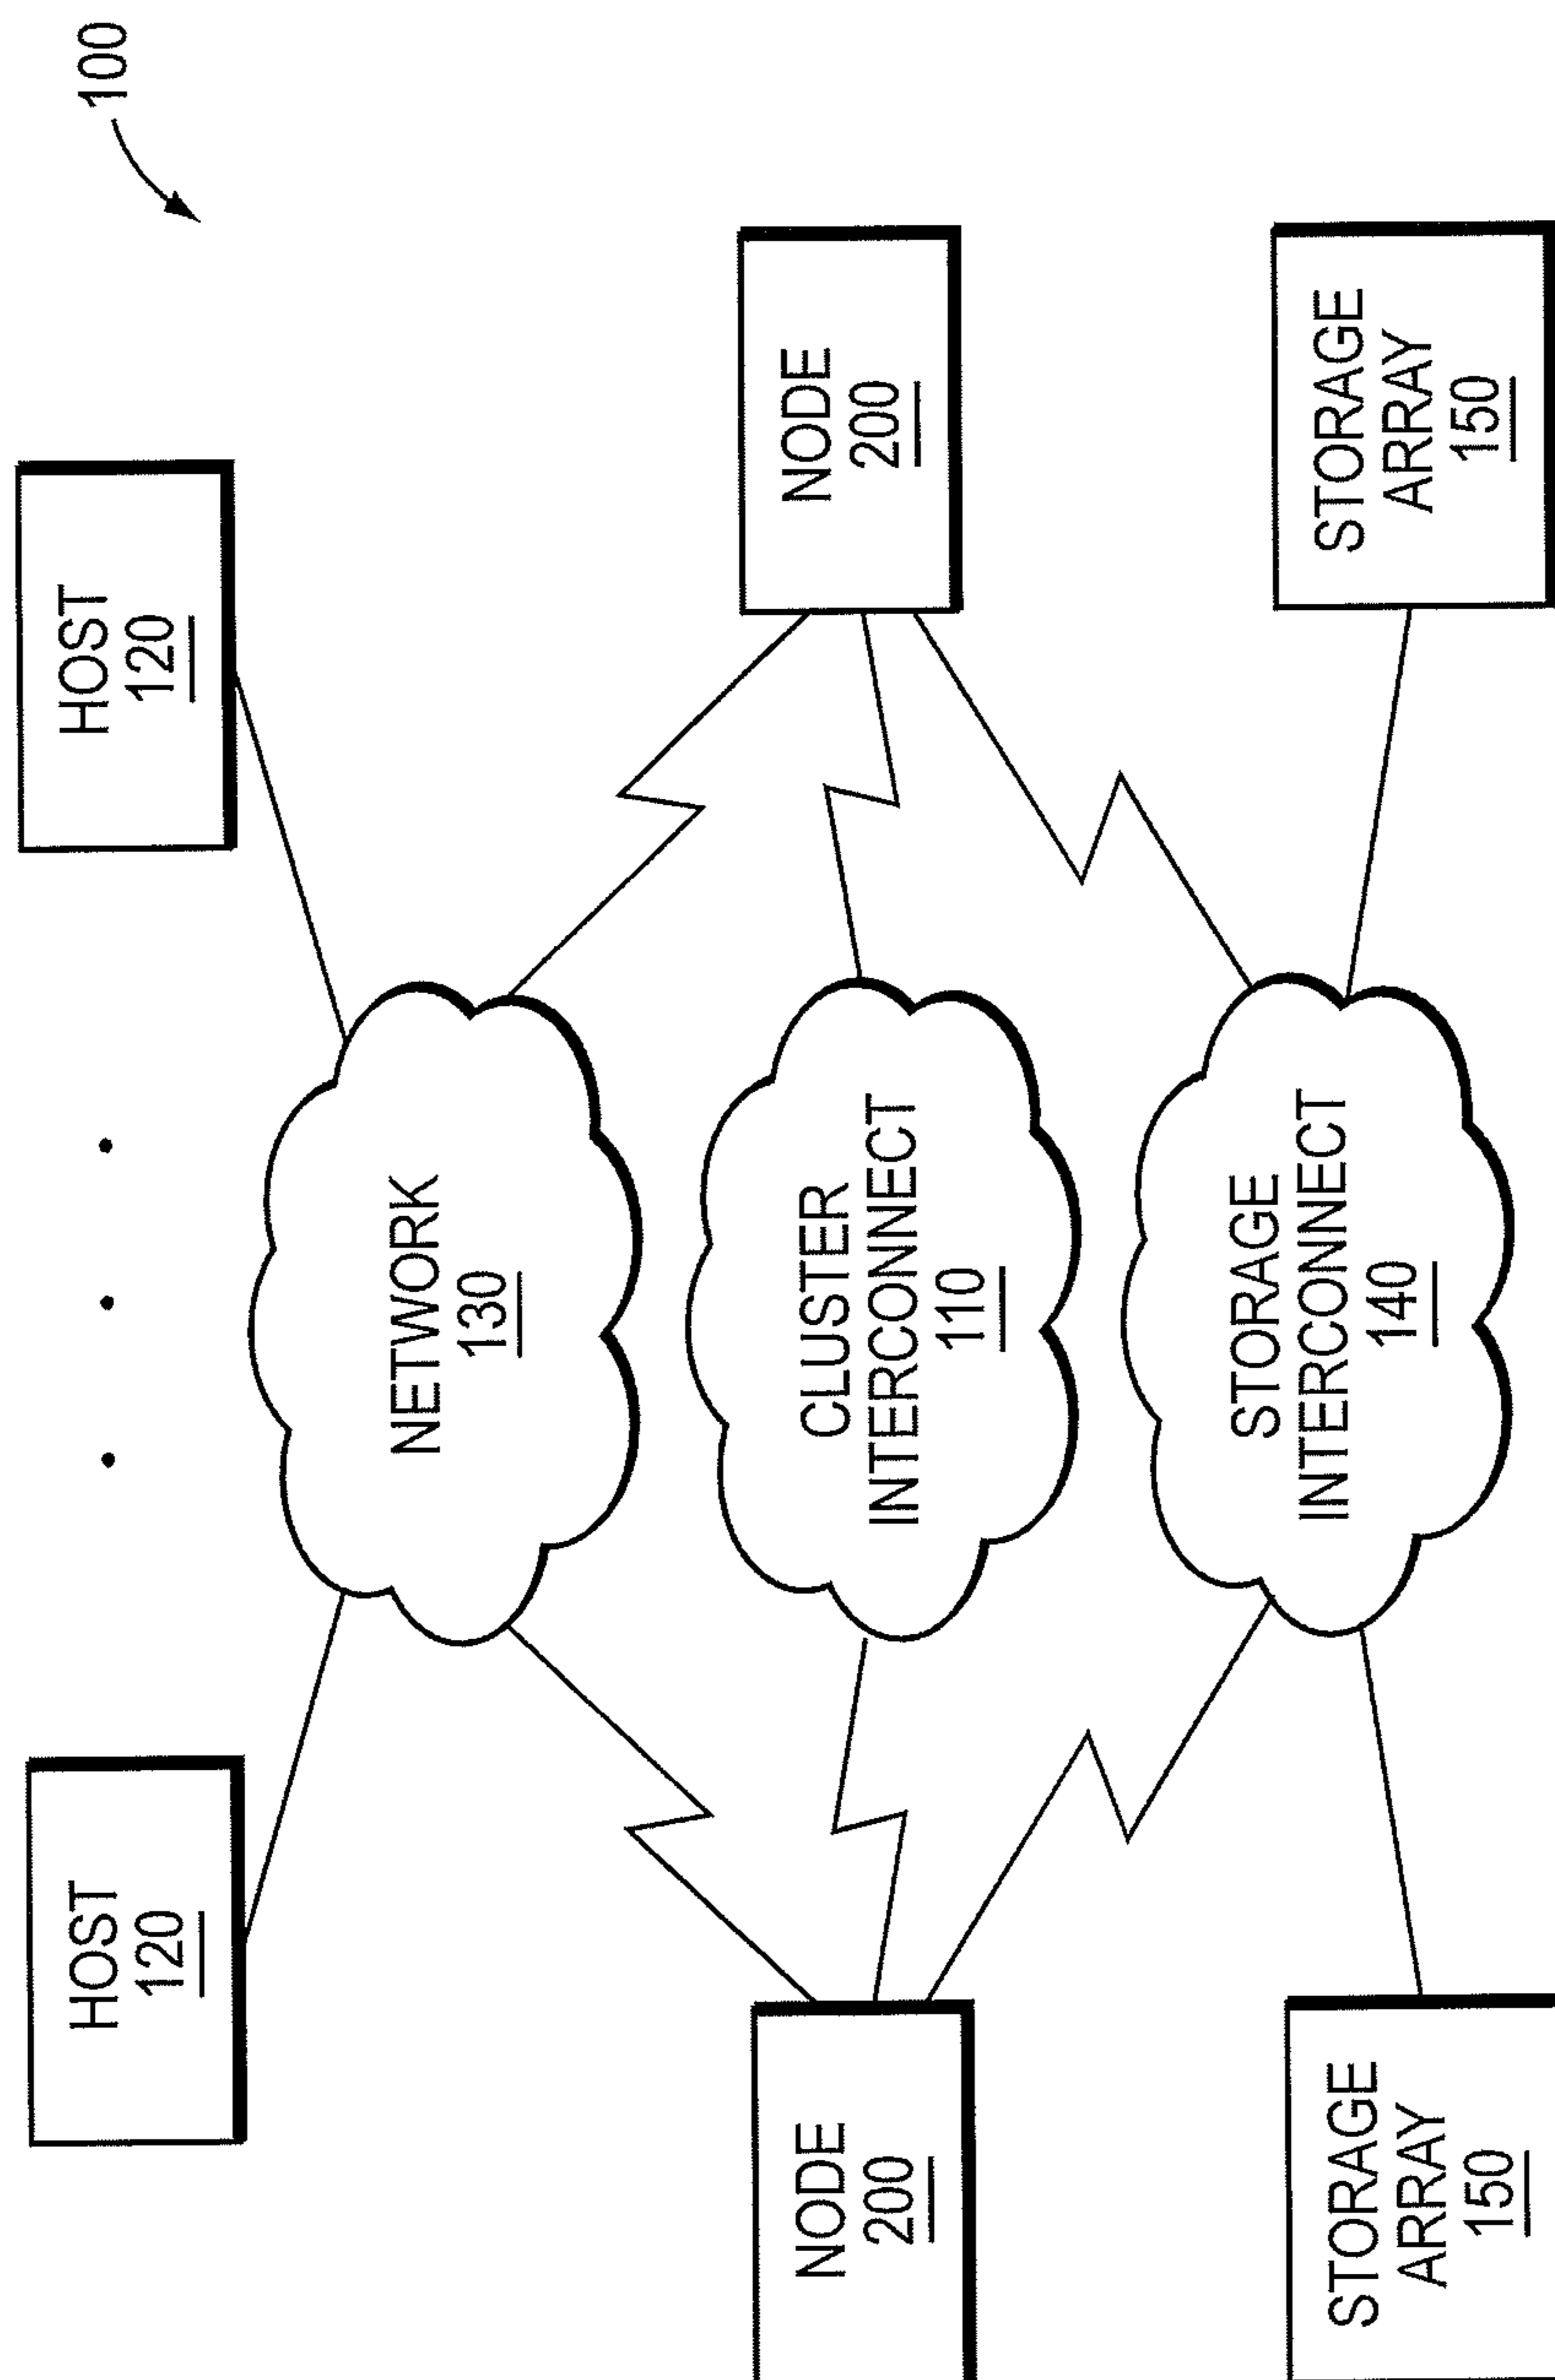 100
HOST
120
HOST
120
. . .
NETWORK
130
NODE
200
CLUSTER
INTERCONNECT
110
NODE
200
STORAGE
INTERCONNECT
140
STORAGE
ARRAY
150
STORAGE
ARRAY
150